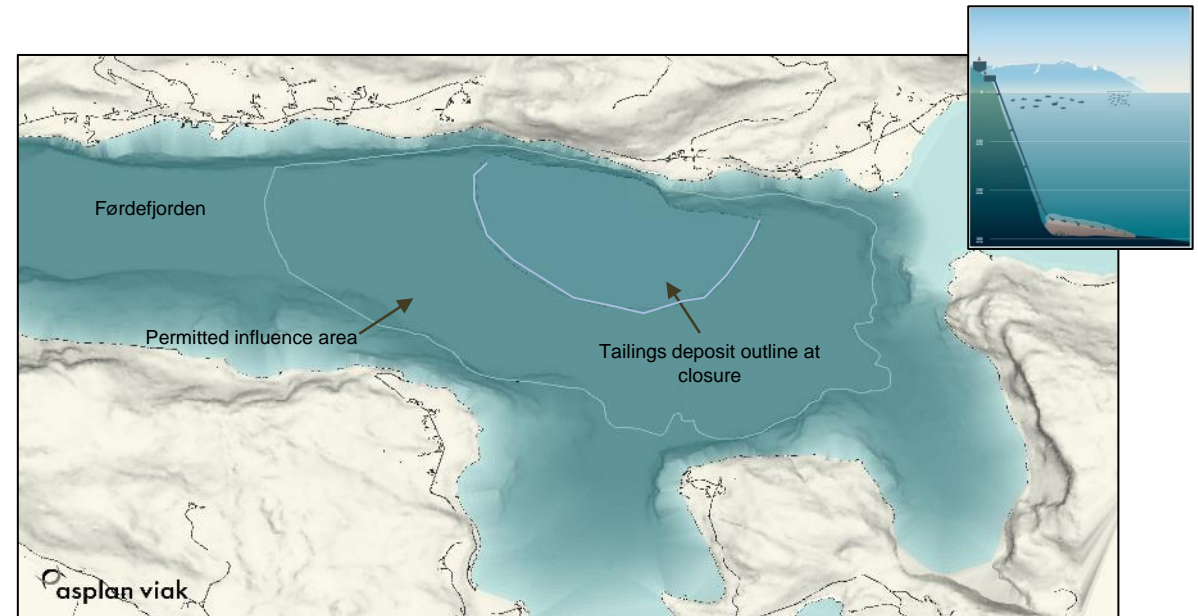 Førdefjorden
Permitted influence area
Tailings deposit outline at
closure
asplan viak